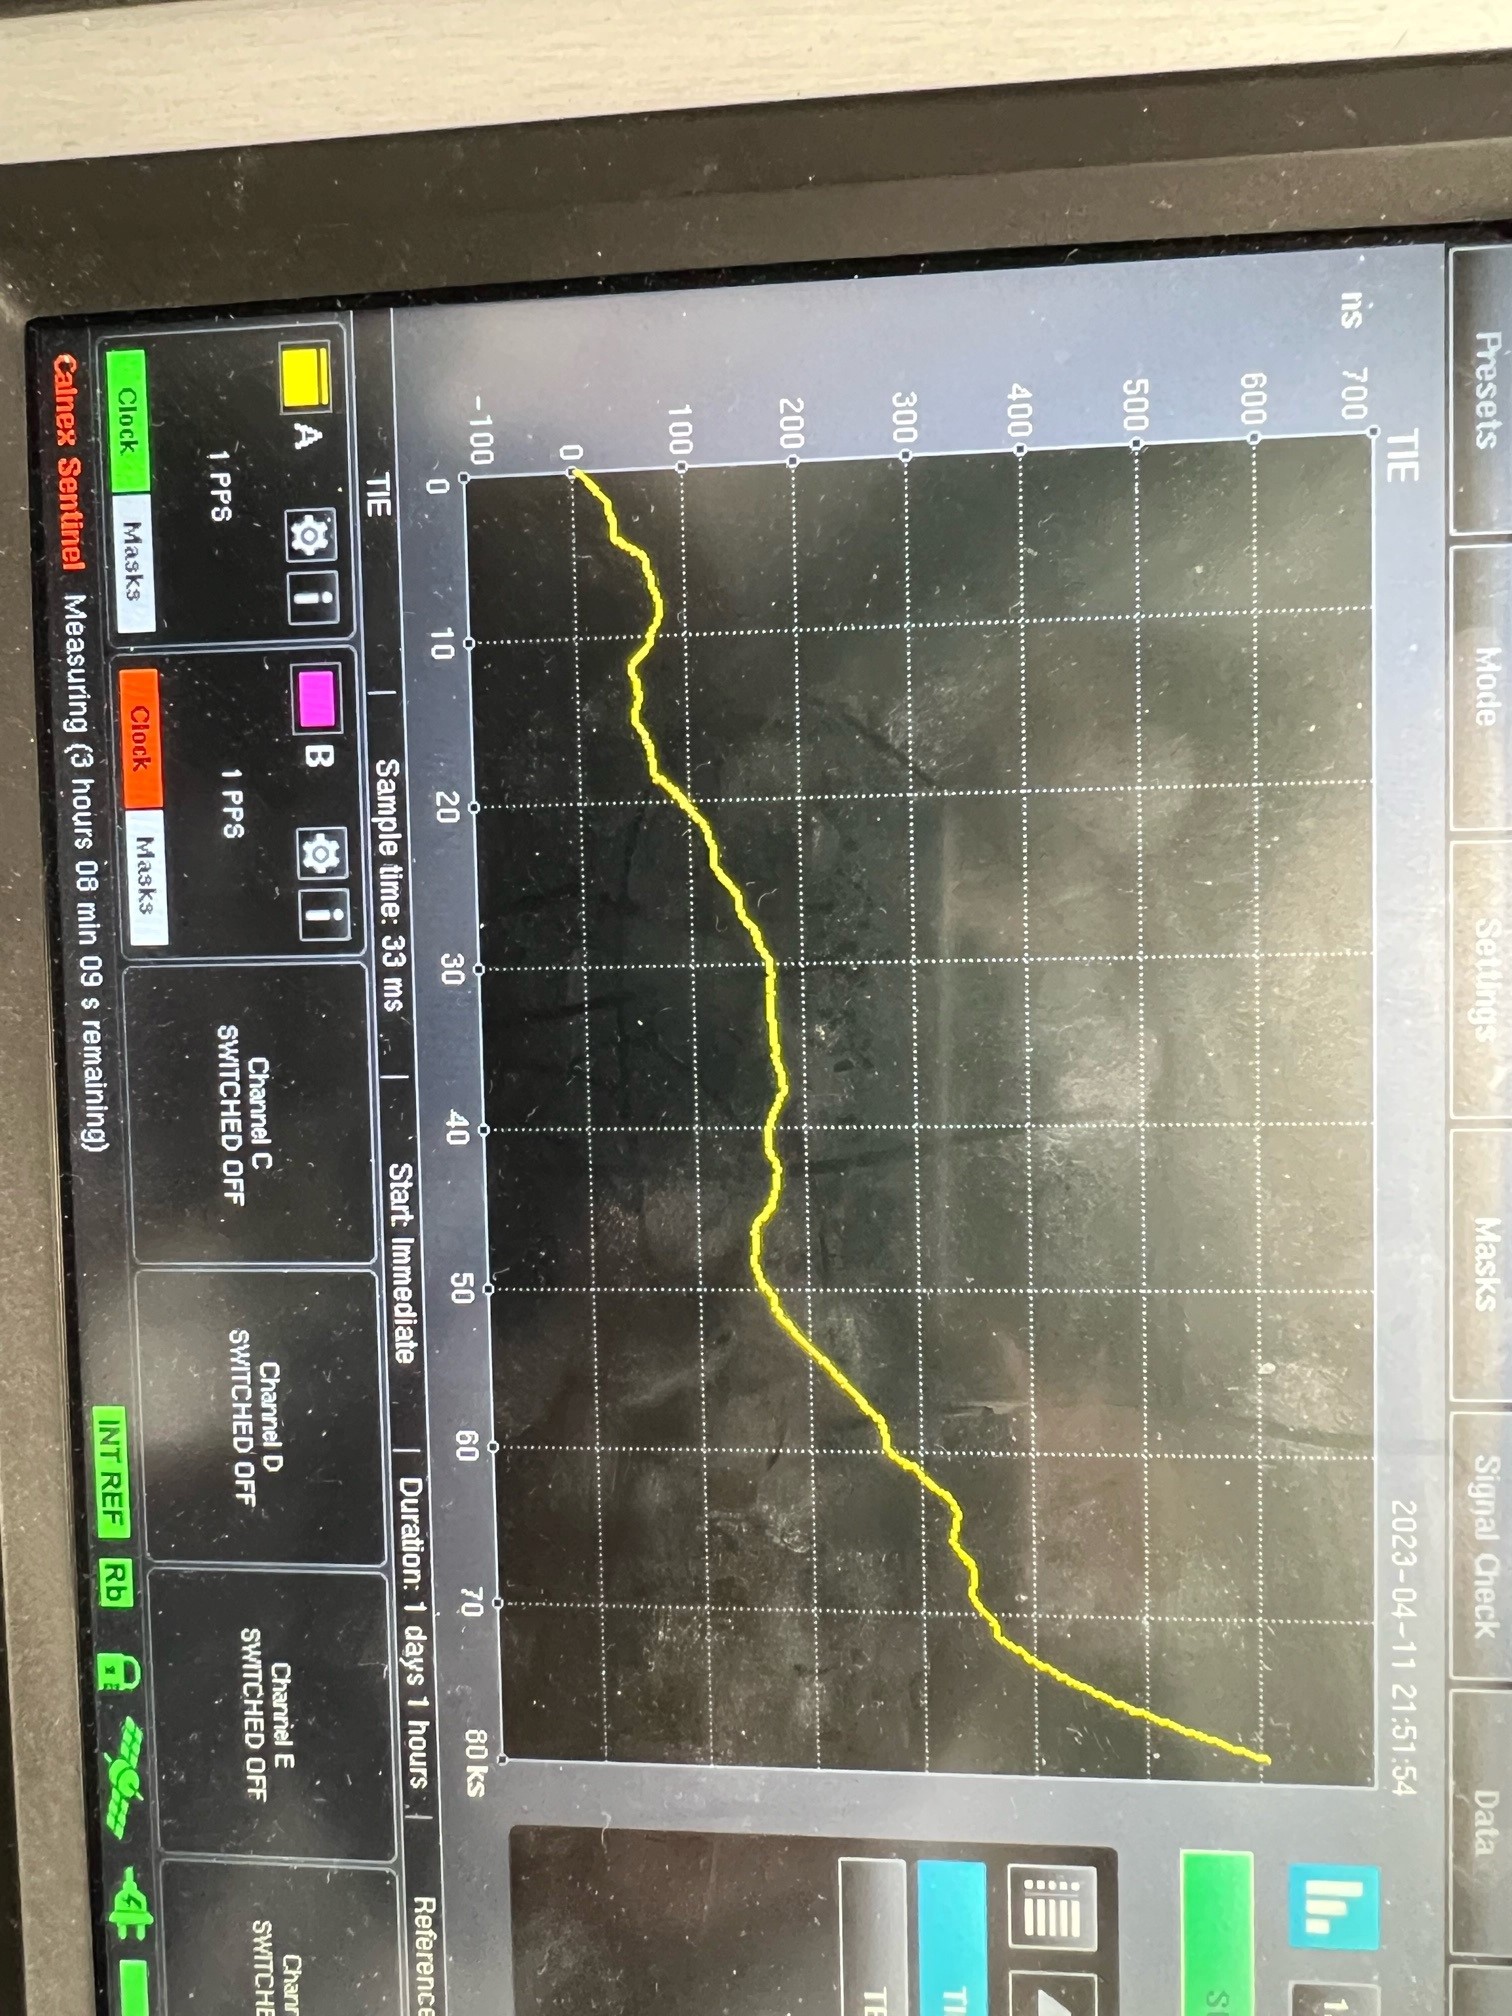 Presets Mode Settings Masks Signal Check Data
TIE 2023-04-11 21:51:54
ns 700
600
500
400
300
200
100
0
-100
0 10 20 30 40 50 60 70 80 ks
TIE | Sample time: 33 ms | Start: Immediate | Duration: 1 days 1 hours | Reference
A
1 PPS
Clock Masks
B
1 PPS
Clock Masks
Channel C
SWITCHED OFF
Channel D
SWITCHED OFF
Channel E
SWITCHED OFF
INT REF Rb
Calnex Sentinel Measuring (3 hours 08 min 09 s remaining)